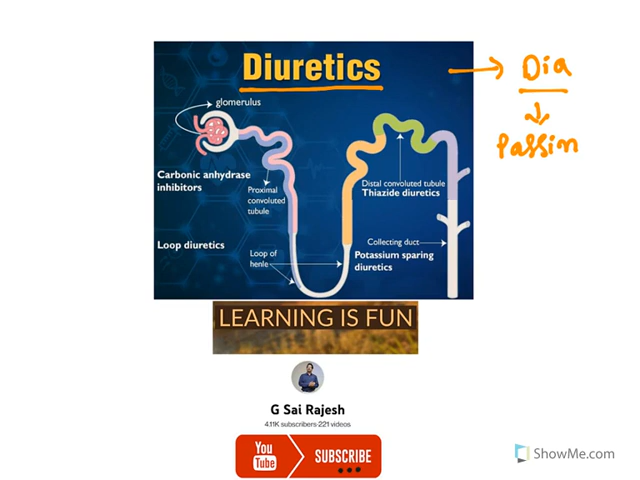 Diuretics
Dia
Passin
glomerulus
Carbonic anhydrase
inhibitors
Proximal
convoluted
tubule
Distal convoluted tubule
Thiazide diuretics
Loop diuretics
Loop of
henle
Collecting duct
Potassium sparing
diuretics
LEARNING IS FUN
G Sai Rajesh
4.11K subscribers·221 videos
You
Tube
SUBSCRIBE
ShowMe.com